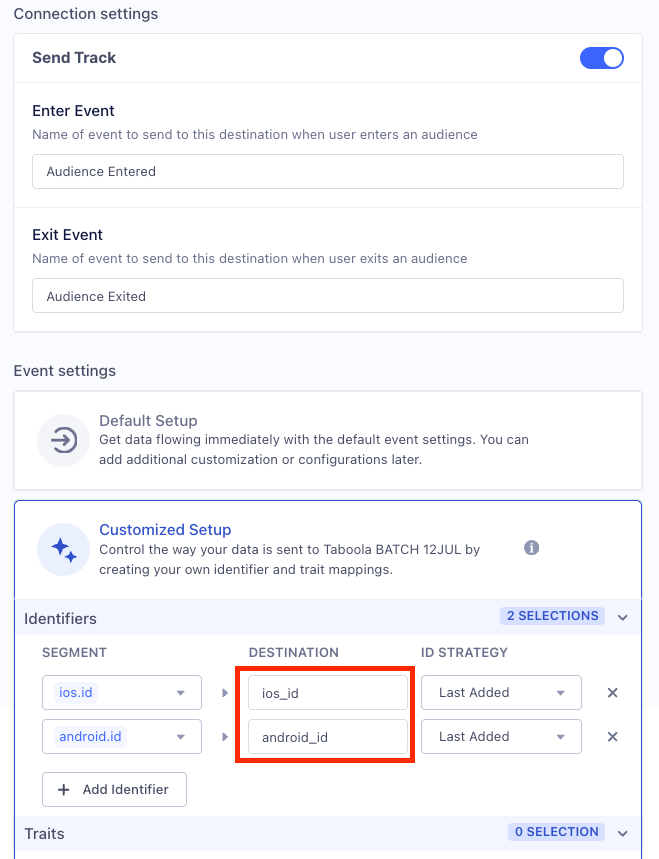 Connection settings
Send Track
Enter Event
Name of event to send to this destination when user enters an audience
Audience Entered
Exit Event
Name of event to send to this destination when user exits an audience
Audience Exited
Event settings
Default Setup
Get data flowing immediately with the default event settings. You can
add additional customization or configurations later.
Customized Setup
Control the way your data is sent to Taboola BATCH 12JUL by
creating your own identifier and trait mappings.
Identifiers 2 SELECTIONS
SEGMENT DESTINATION ID STRATEGY
ios.id ios_id Last Added
android.id android_id Last Added
+ Add Identifier
Traits 0 SELECTION